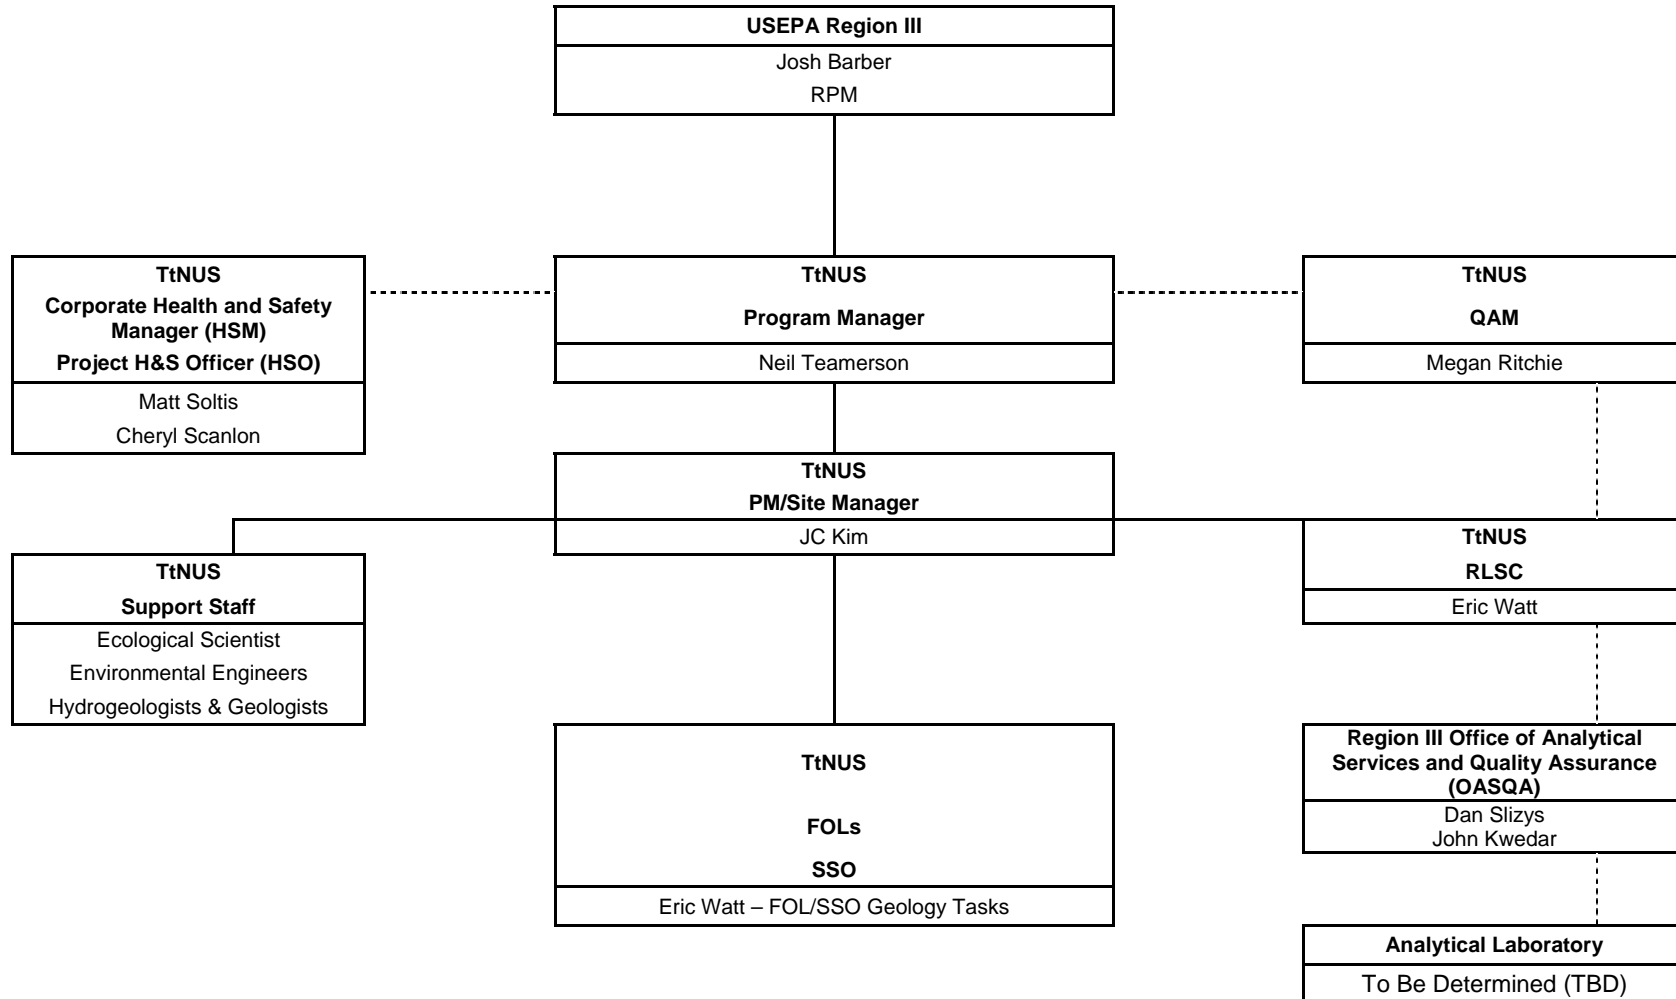 USEPA Region III
Josh Barber
RPM
TtNUS
Corporate Health and Safety
Manager (HSM)
Project H&S Officer (HSO)
Matt Soltis
Cheryl Scanlon
TtNUS
Program Manager
Neil Teamerson
TtNUS
QAM
Megan Ritchie
TtNUS
PM/Site Manager
JC Kim
TtNUS
Support Staff
Ecological Scientist
Environmental Engineers
Hydrogeologists & Geologists
TtNUS
RLSC
Eric Watt
TtNUS
FOLs
SSO
Eric Watt – FOL/SSO Geology Tasks
Region III Office of Analytical
Services and Quality Assurance
(OASQA)
Dan Slizys
John Kwedar
Analytical Laboratory
To Be Determined (TBD)